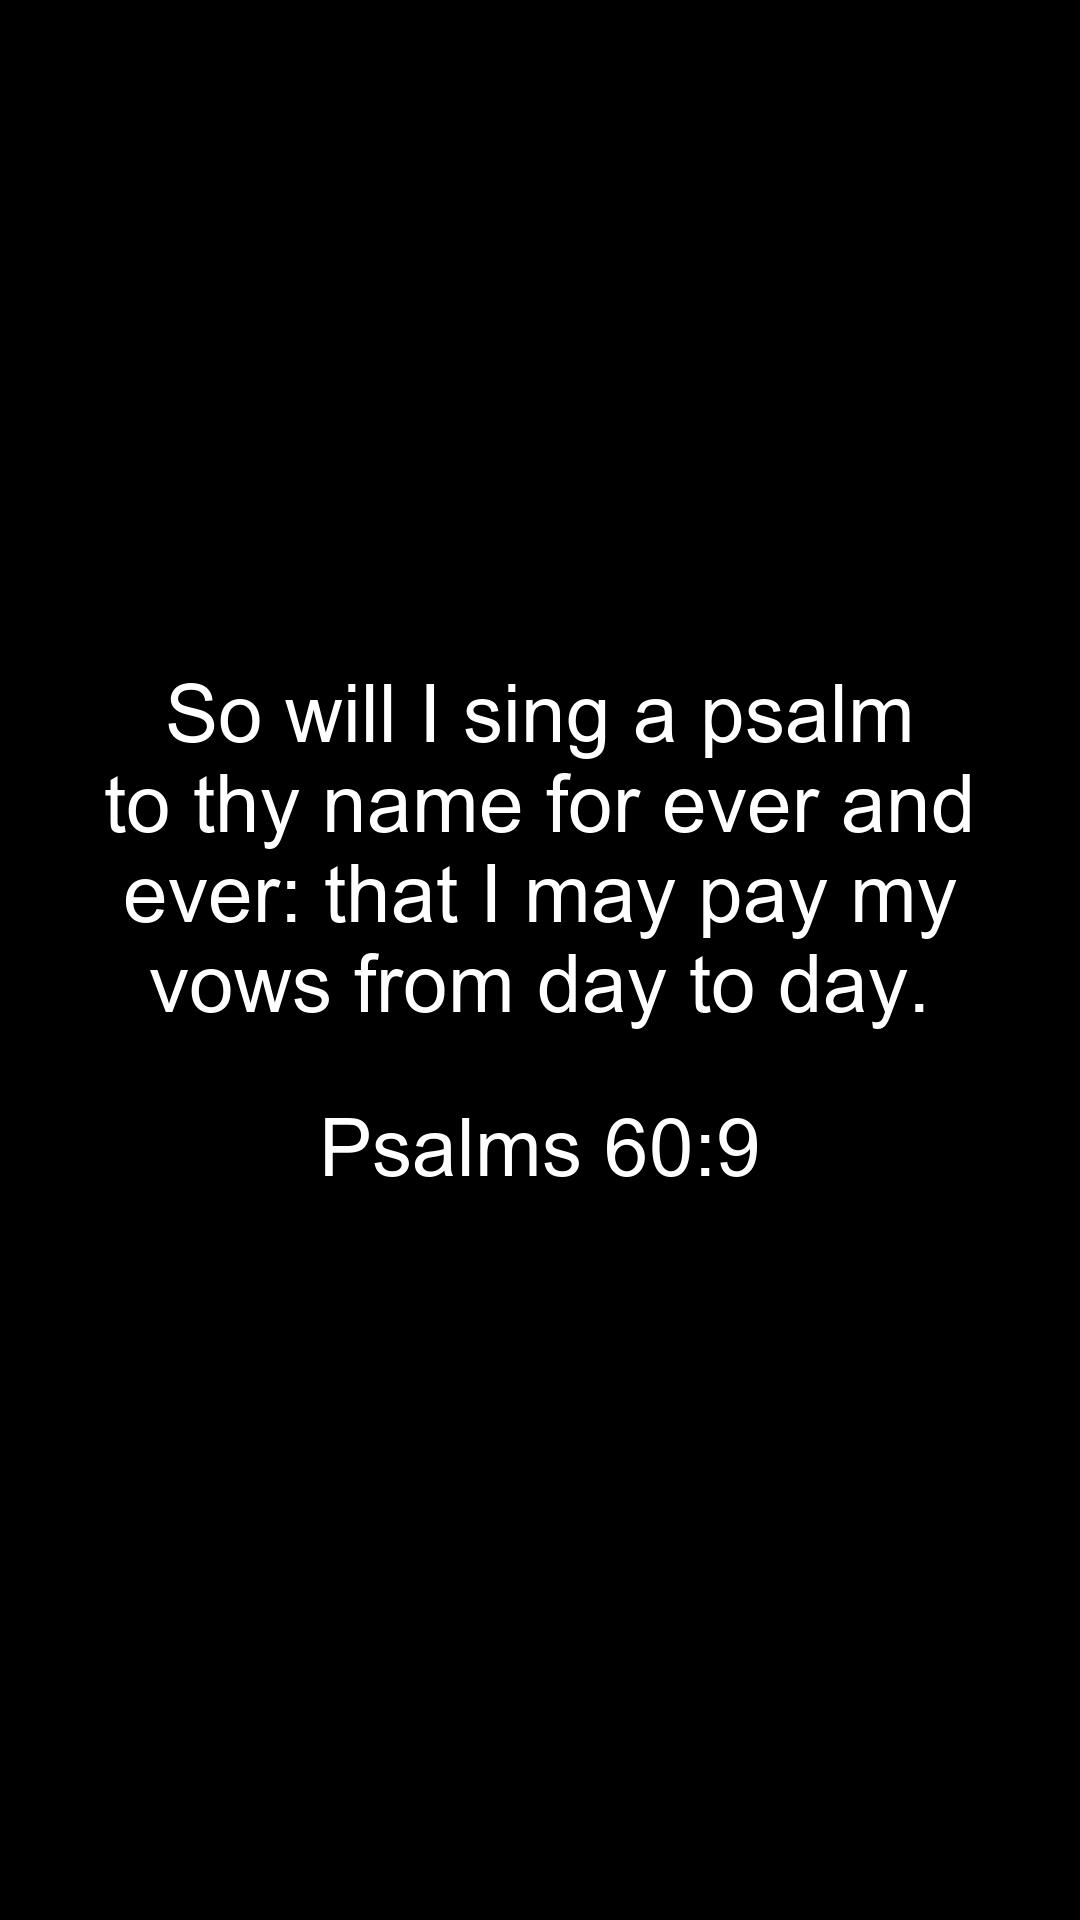 So will I sing a psalm
to thy name for ever and
ever: that I may pay my
vows from day to day.
Psalms 60:9